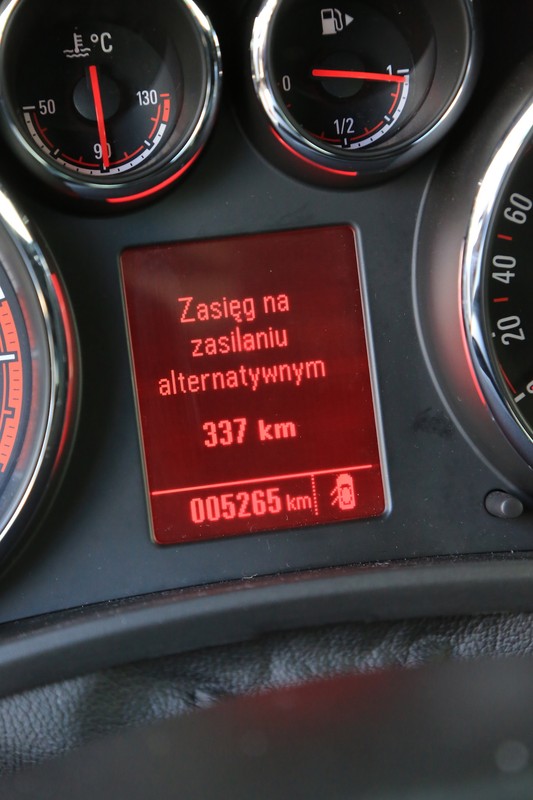 °C
50
90
130
0
1/2
1
Zasięg na
zasilaniu
alternatywnym
337 km
005265 km
20
40
60